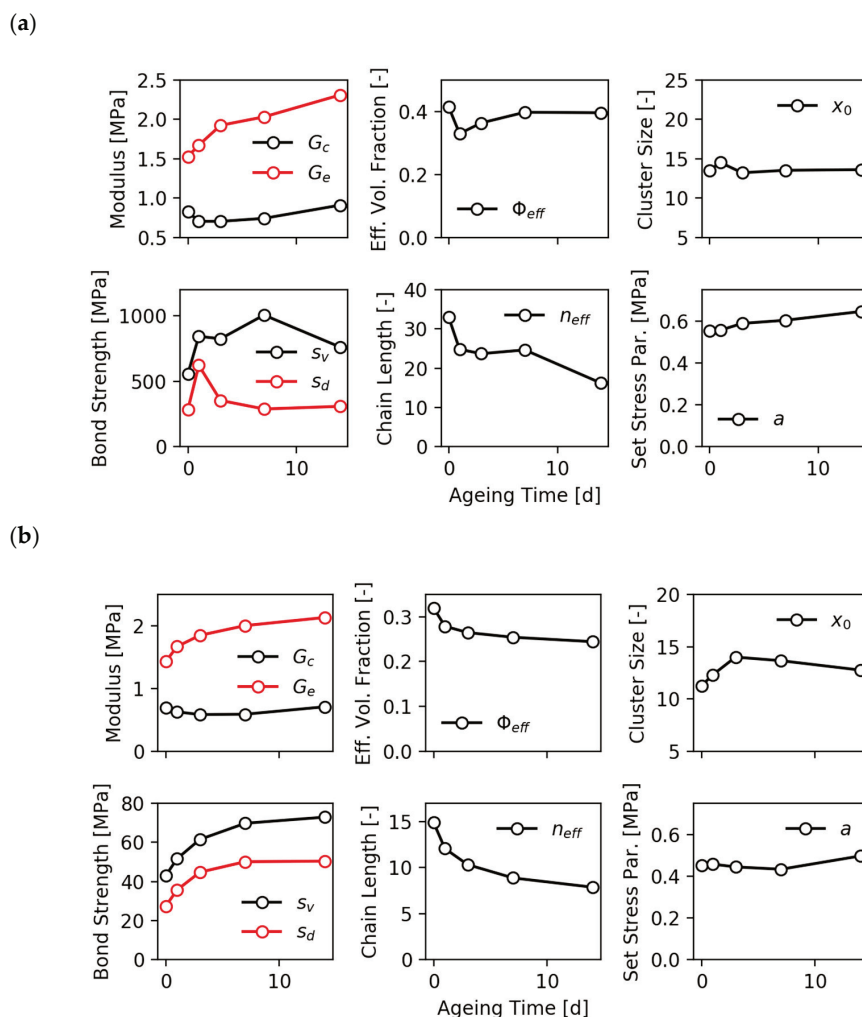 (a)
Modulus [MPa]
2.5
2.0
1.5
1.0
0.5
G_c
G_e
Eff. Vol. Fraction [-]
0.4
0.2
0.0
Φ_eff
Cluster Size [-]
25
20
15
10
5
x_0
Bond Strength [MPa]
1000
500
0
s_v
s_d
0 10
Chain Length [-]
40
30
20
10
0
n_eff
0 10
Ageing Time [d]
Set Stress Par. [MPa]
0.6
0.4
0.2
0.0
a
0 10
(b)
Modulus [MPa]
2
1
0
G_c
G_e
Eff. Vol. Fraction [-]
0.3
0.2
0.1
0.0
Φ_eff
Cluster Size [-]
20
15
10
5
x_0
Bond Strength [MPa]
80
60
40
20
0
s_v
s_d
0 10
Chain Length [-]
15
10
5
0
n_eff
0 10
Ageing Time [d]
Set Stress Par. [MPa]
0.6
0.4
0.2
0.0
a
0 10